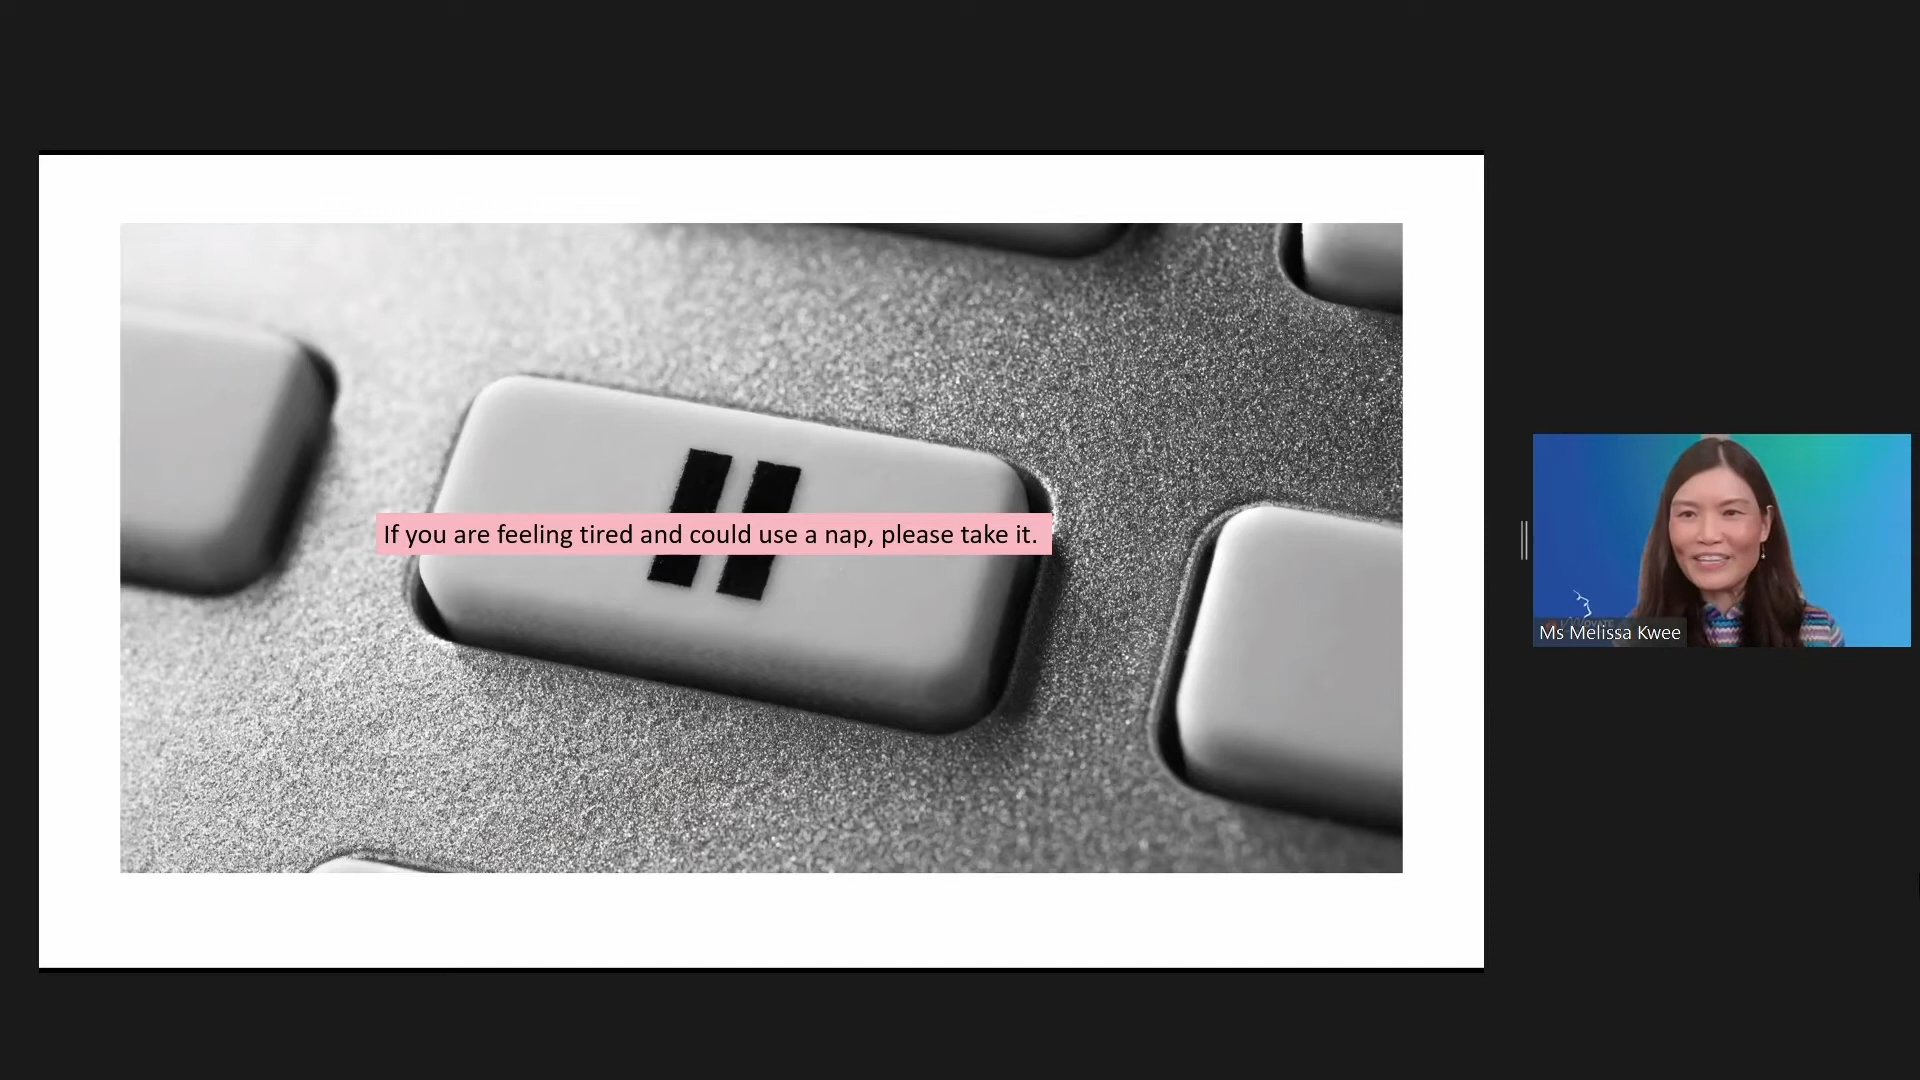 If you are feeling tired and could use a nap, please take it.
Ms Melissa Kwee